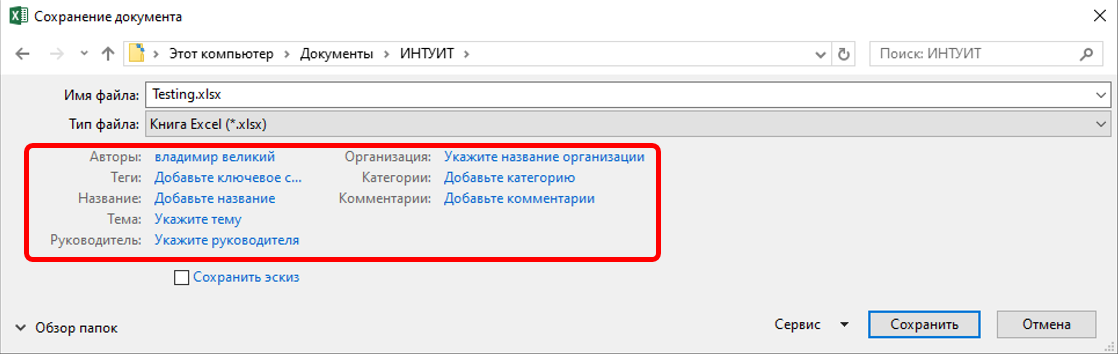 Сохранение документа
Этот компьютер > Документы > ИНТУИТ >
Поиск: ИНТУИТ
Имя файла: Testing.xlsx
Тип файла: Книга Excel (*.xlsx)
Авторы: владимир великий Организация: Укажите название организации
Теги: Добавьте ключевое с... Категории: Добавьте категорию
Название: Добавьте название Комментарии: Добавьте комментарии
Тема: Укажите тему
Руководитель: Укажите руководителя
Сохранить эскиз
Обзор папок Сервис Сохранить Отмена